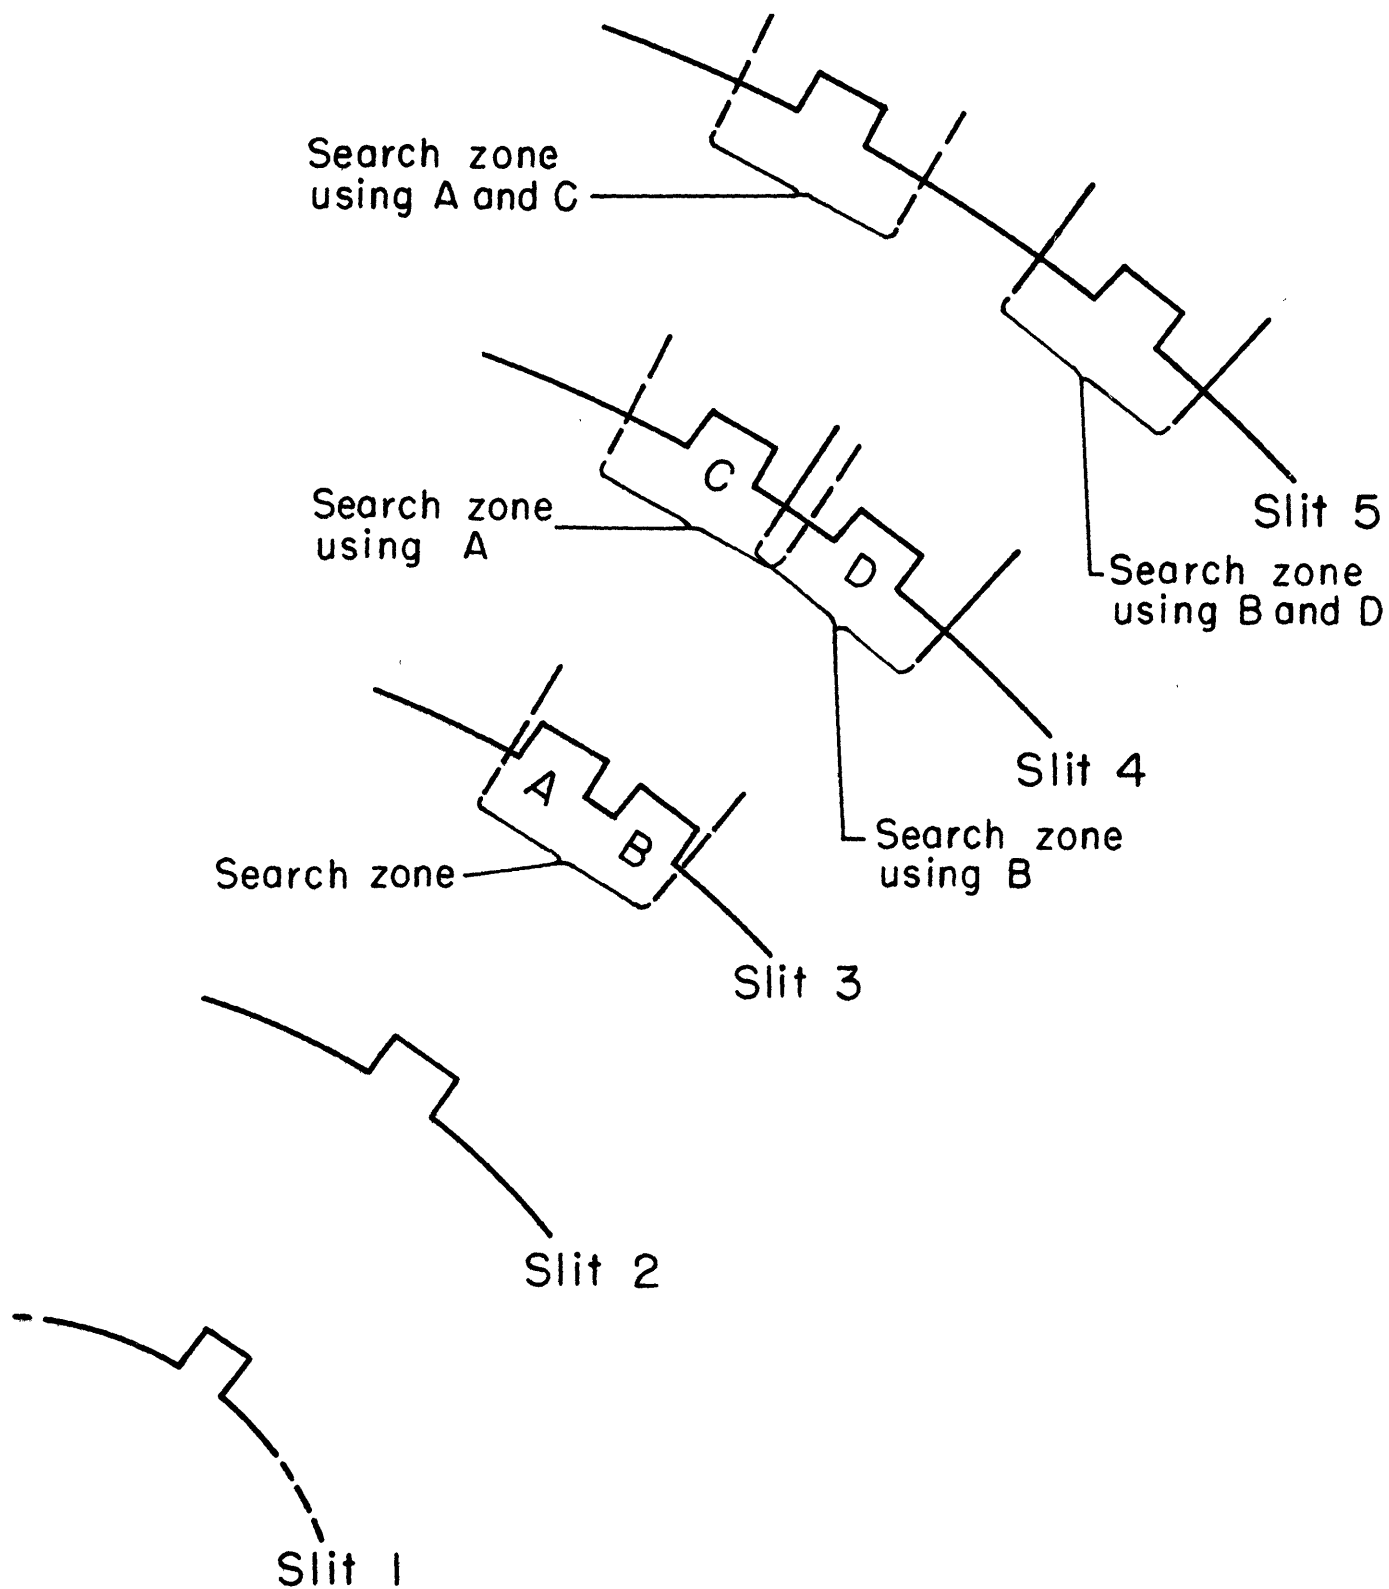 Search zone
using A and C
Slit 5
Search zone
using B and D
C
D
Search zone
using A
Slit 4
Search zone
using B
A
B
Search zone
Slit 3
Slit 2
Slit 1